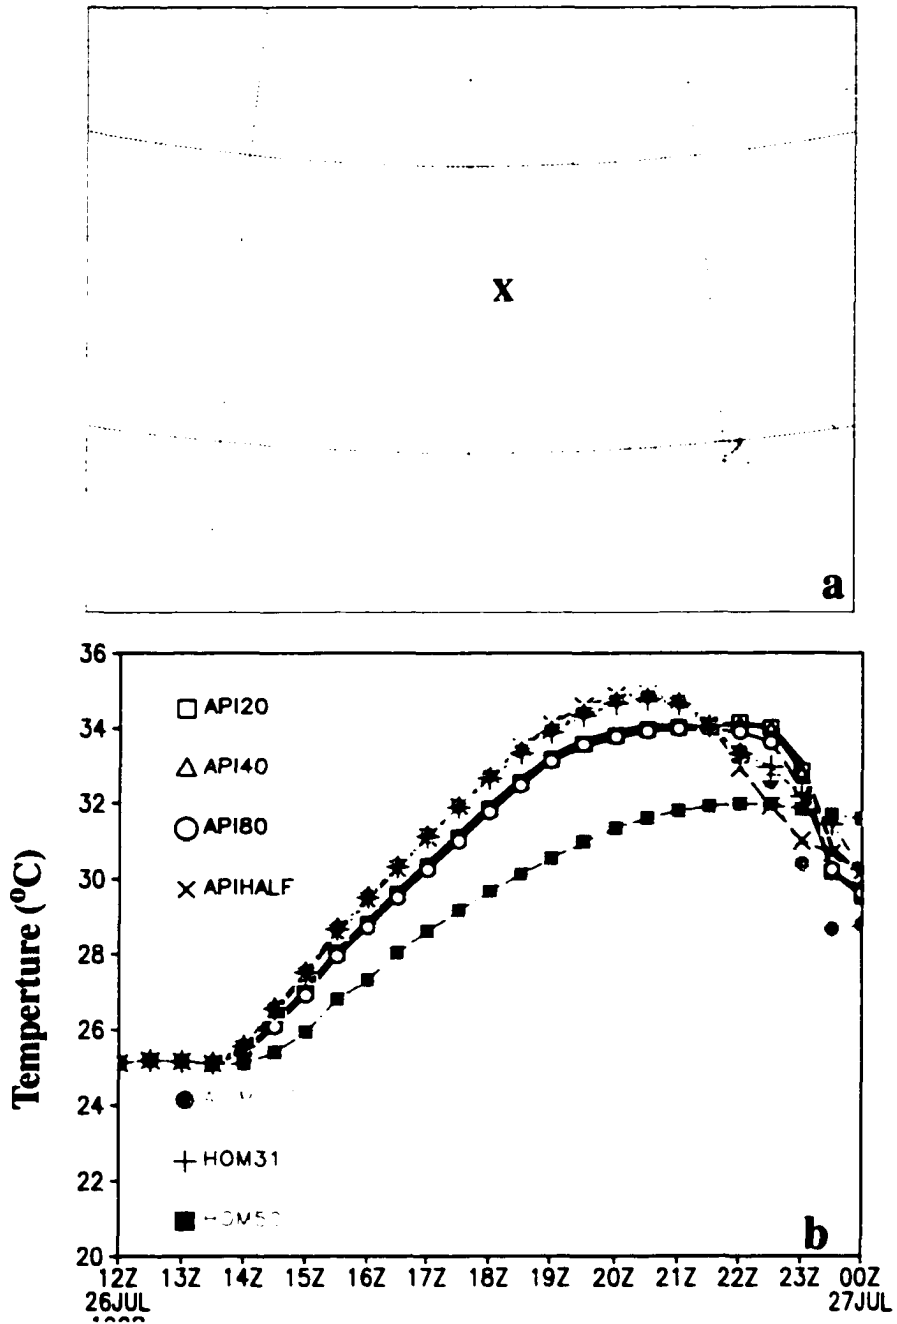 X
a
36
34
32
30
28
26
24
22
20
Temperture (°C)
API20
API40
API80
APIHALF
HOM31
b
12Z 13Z 14Z 15Z 16Z 17Z 18Z 19Z 20Z 21Z 22Z 23Z 00Z
26JUL 27JUL